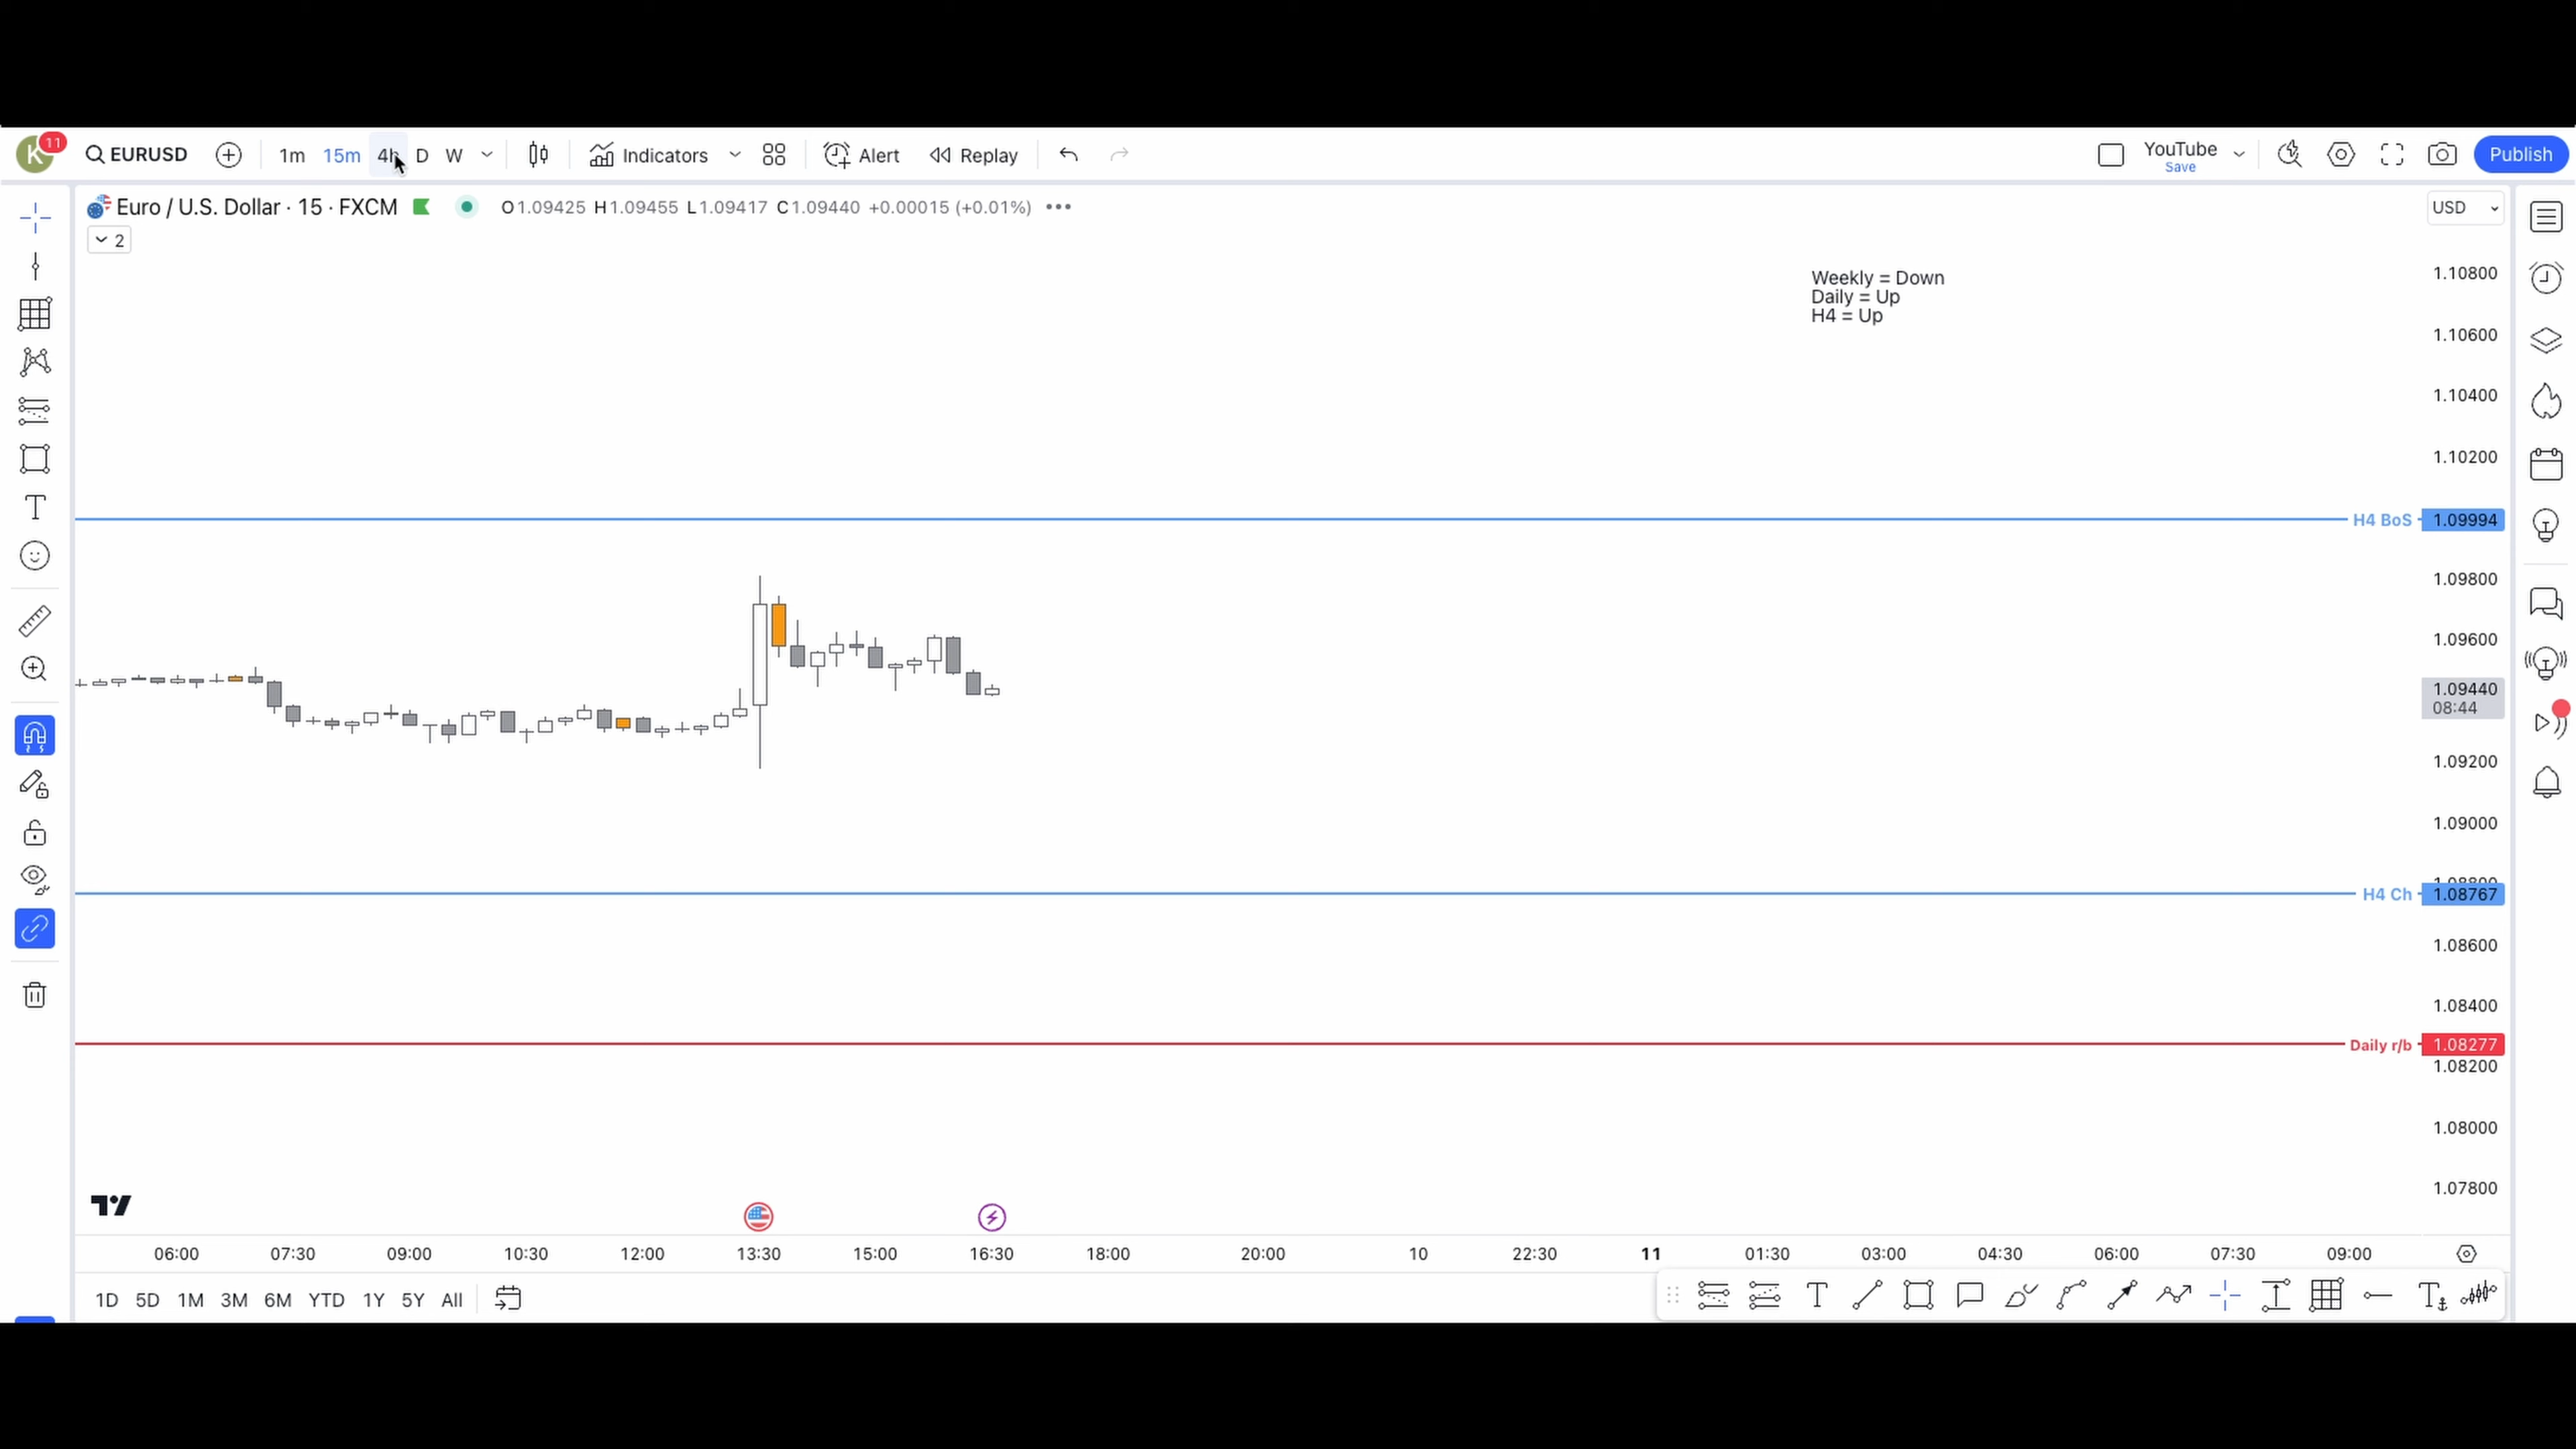 K 11 EURUSD 1m 15m 4h D W Indicators Alert Replay YouTube Save Publish
Euro / U.S. Dollar · 15 · FXCM O1.09425 H1.09455 L1.09417 C1.09440 +0.00015 (+0.01%) USD
2
Weekly = Down
Daily = Up
H4 = Up
1.10800
1.10600
1.10400
1.10200
H4 BoS 1.09994
1.09800
1.09600
1.09440
08:44
1.09200
1.09000
H4 Ch 1.08767
1.08600
1.08400
Daily r/b 1.08277
1.08200
1.08000
1.07800
06:00 07:30 09:00 10:30 12:00 13:30 15:00 16:30 18:00 20:00 10 22:30 11 01:30 03:00 04:30 06:00 07:30 09:00
1D 5D 1M 3M 6M YTD 1Y 5Y All